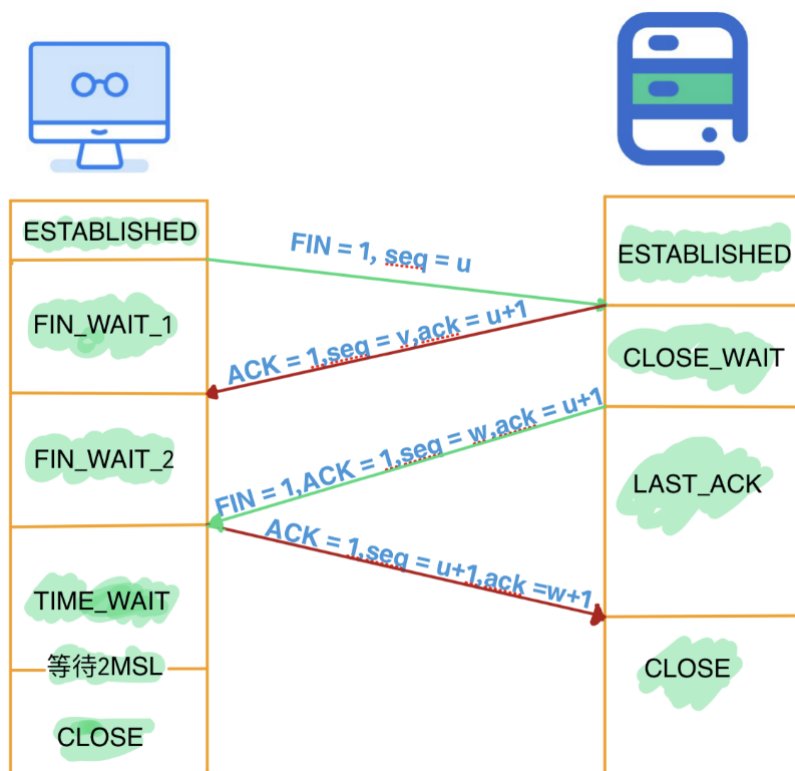 ESTABLISHED
FIN = 1, seq = u
ESTABLISHED
FIN_WAIT_1
ACK = 1,seq = v,ack = u+1
CLOSE_WAIT
FIN_WAIT_2
FIN = 1,ACK = 1,seq = w,ack = u+1
LAST_ACK
ACK = 1,seq = u+1,ack =w+1
TIME_WAIT
等待2MSL
CLOSE
CLOSE